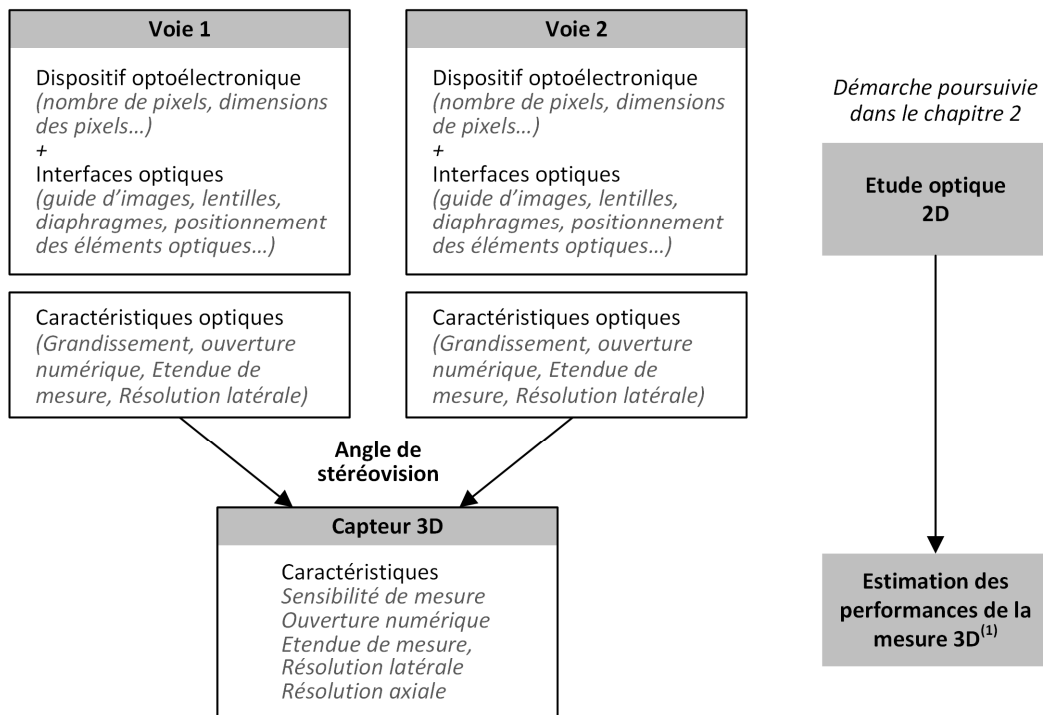 Voie 1
Dispositif optoélectronique
(nombre de pixels, dimensions
des pixels…)
+
Interfaces optiques
(guide d’images, lentilles,
diaphragmes, positionnement
des éléments optiques…)
Caractéristiques optiques
(Grandissement, ouverture
numérique, Etendue de
mesure, Résolution latérale)
Voie 2
Dispositif optoélectronique
(nombre de pixels, dimensions
de pixels…)
+
Interfaces optiques
(guide d’images, lentilles,
diaphragmes, positionnement
des éléments optiques…)
Caractéristiques optiques
(Grandissement, ouverture
numérique, Etendue de
mesure, Résolution latérale)
Angle de
stéréovision
Capteur 3D
Caractéristiques
Sensibilité de mesure
Ouverture numérique
Etendue de mesure,
Résolution latérale
Résolution axiale
Démarche poursuivie
dans le chapitre 2
Etude optique
2D
Estimation des
performances de la
mesure 3D(1)